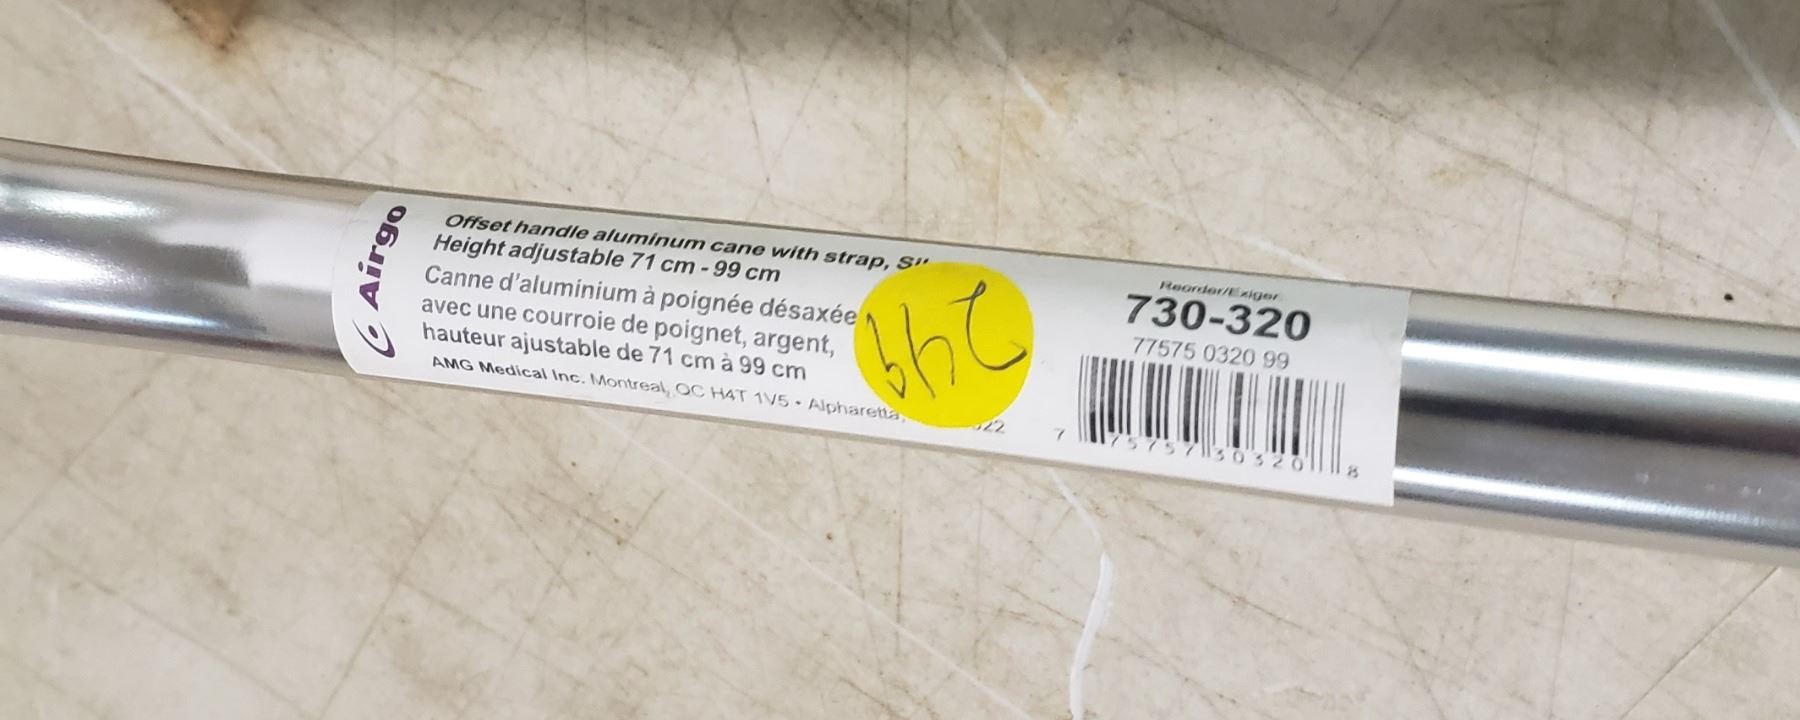 Airgo
Offset handle aluminum cane with strap,
Height adjustable 71 cm - 99 cm
Canne d'aluminium à poignée désaxée
avec une courroie de poignet, argent,
hauteur ajustable de 71 cm à 99 cm
AMG Medical Inc. Montreal, QC H4T 1V5 • Alpharetta,
Reorder/Exiger
730-320
77575 0320 99
7 75757 30320 8